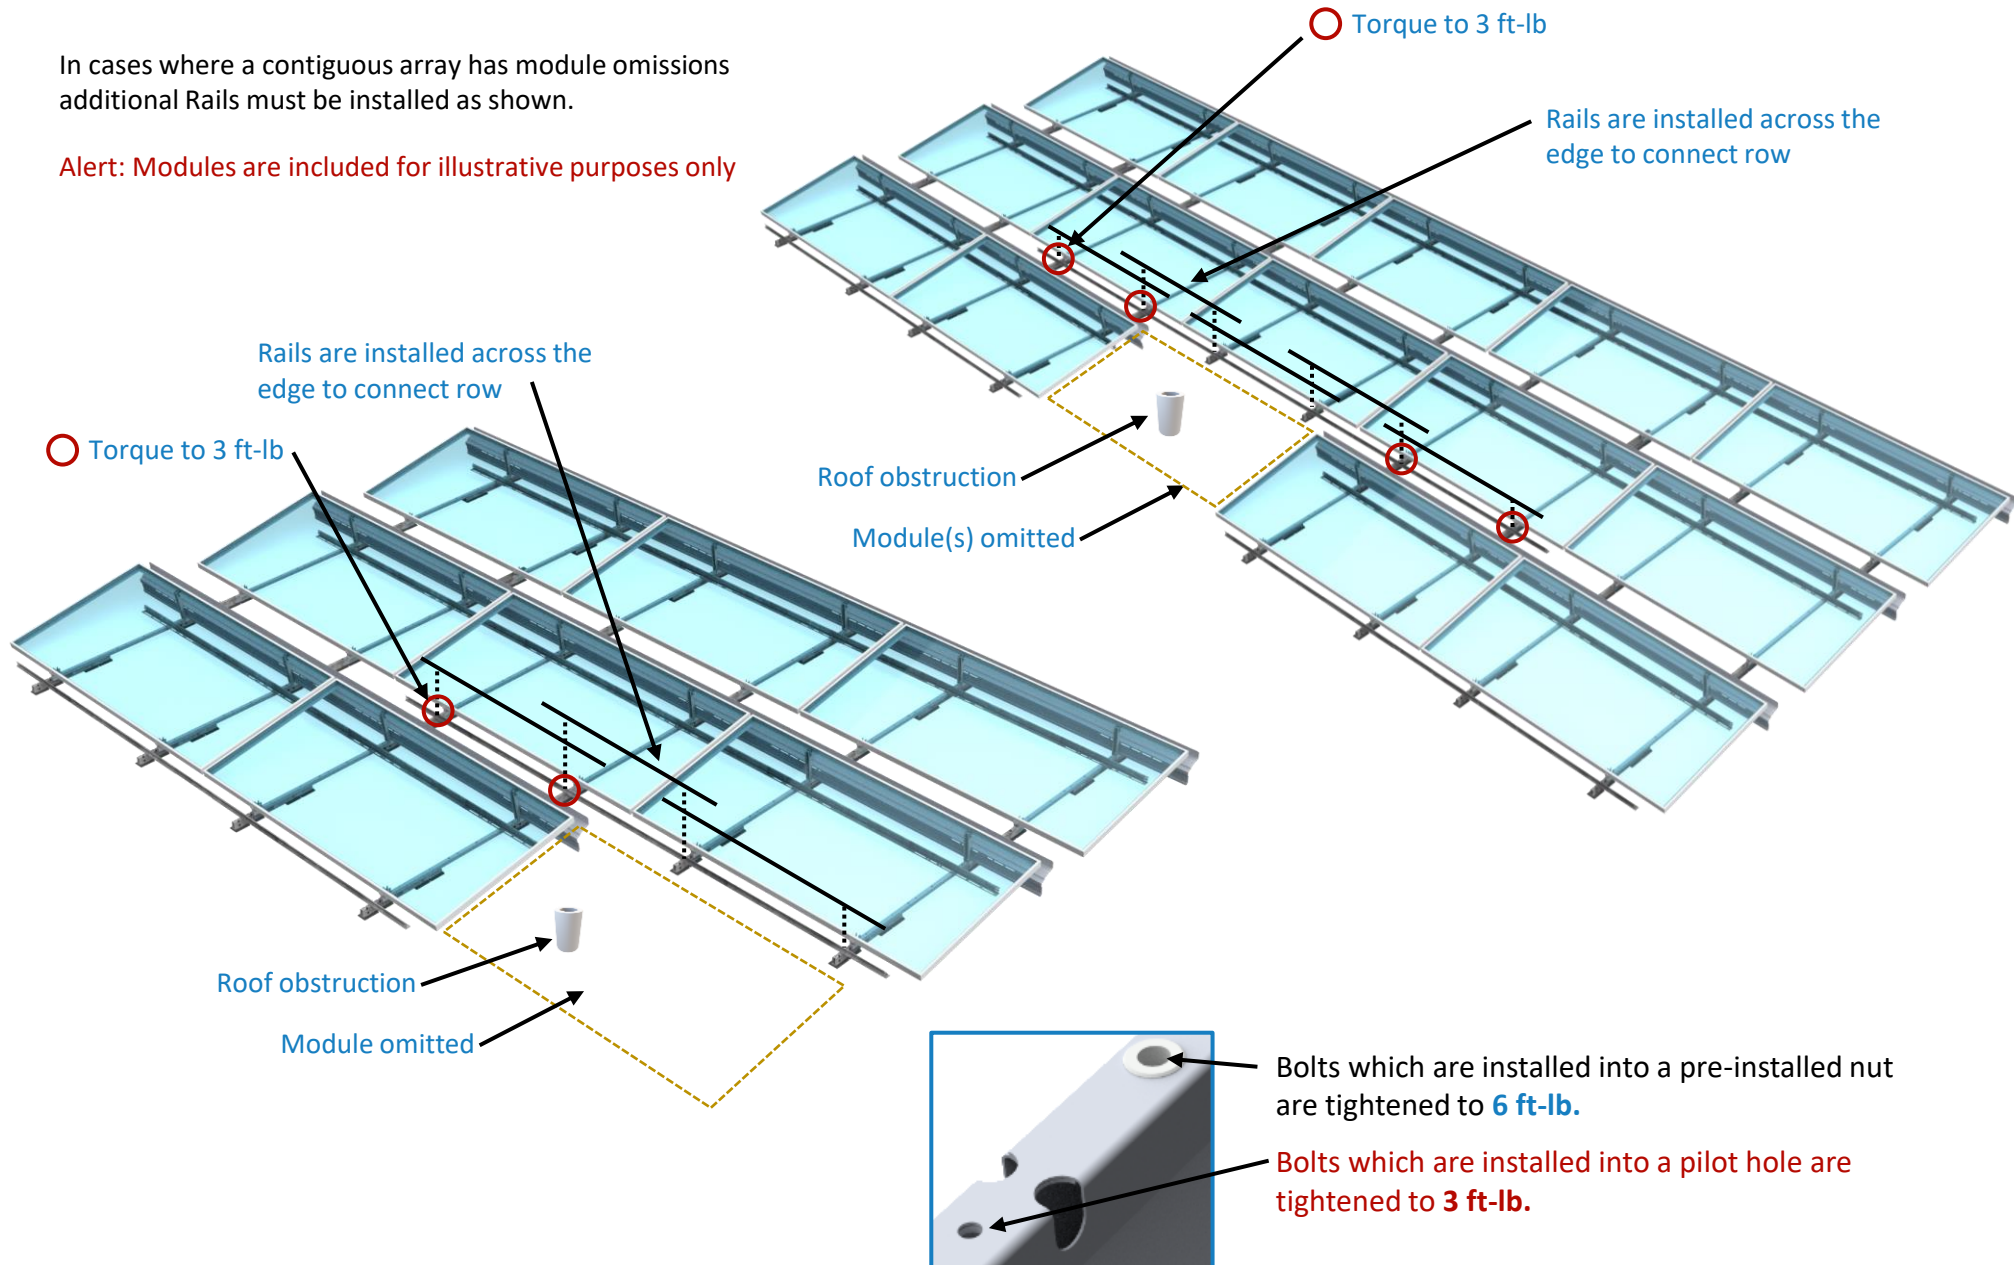 In cases where a contiguous array has module omissions
additional Rails must be installed as shown.
Alert: Modules are included for illustrative purposes only
Torque to 3 ft-lb
Rails are installed across the
edge to connect row
Roof obstruction
Module(s) omitted
Rails are installed across the
edge to connect row
Torque to 3 ft-lb
Roof obstruction
Module omitted
Bolts which are installed into a pre-installed nut
are tightened to 6 ft-lb.
Bolts which are installed into a pilot hole are
tightened to 3 ft-lb.